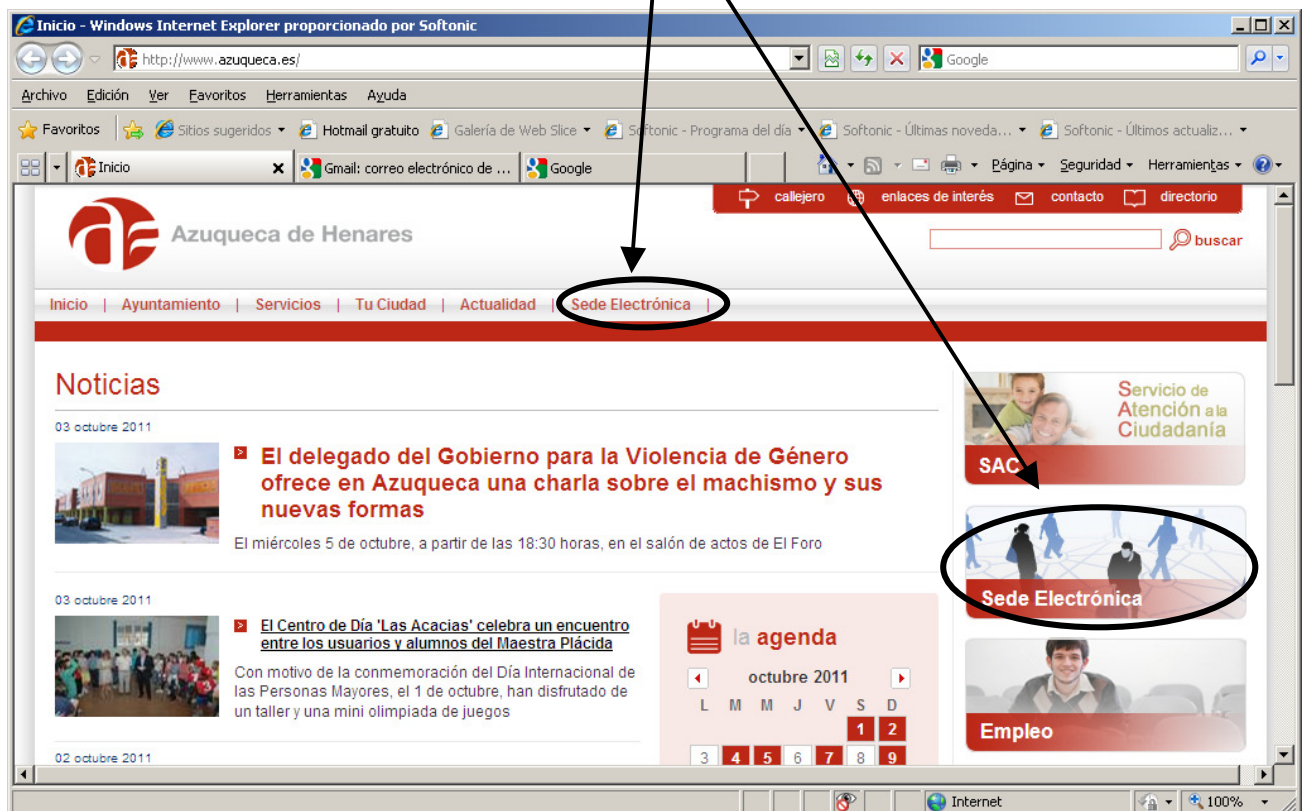 Inicio - Windows Internet Explorer proporcionado por Softonic
http://www.azuqueca.es/
Google
Archivo Edición Ver Favoritos Herramientas Ayuda
Favoritos Sitios sugeridos Hotmail gratuito Galería de Web Slice Softonic - Programa del día Softonic - Últimas noveda... Softonic - Últimos actualiz...
Inicio Gmail: correo electrónico de ... Google Página Seguridad Herramientas
callejero enlaces de interés contacto directorio
Azuqueca de Henares
buscar
Inicio | Ayuntamiento | Servicios | Tu Ciudad | Actualidad | Sede Electrónica |
Noticias
03 octubre 2011
El delegado del Gobierno para la Violencia de Género
ofrece en Azuqueca una charla sobre el machismo y sus
nuevas formas
El miércoles 5 de octubre, a partir de las 18:30 horas, en el salón de actos de El Foro
03 octubre 2011
El Centro de Día 'Las Acacias' celebra un encuentro
entre los usuarios y alumnos del Maestra Plácida
Con motivo de la conmemoración del Día Internacional de
las Personas Mayores, el 1 de octubre, han disfrutado de
un taller y una mini olimpiada de juegos
02 octubre 2011
la agenda
octubre 2011
L M M J V S D
1 2
3 4 5 6 7 8 9
Servicio de
Atención a la
Ciudadanía
SAC
Sede Electrónica
Empleo
Internet 100%